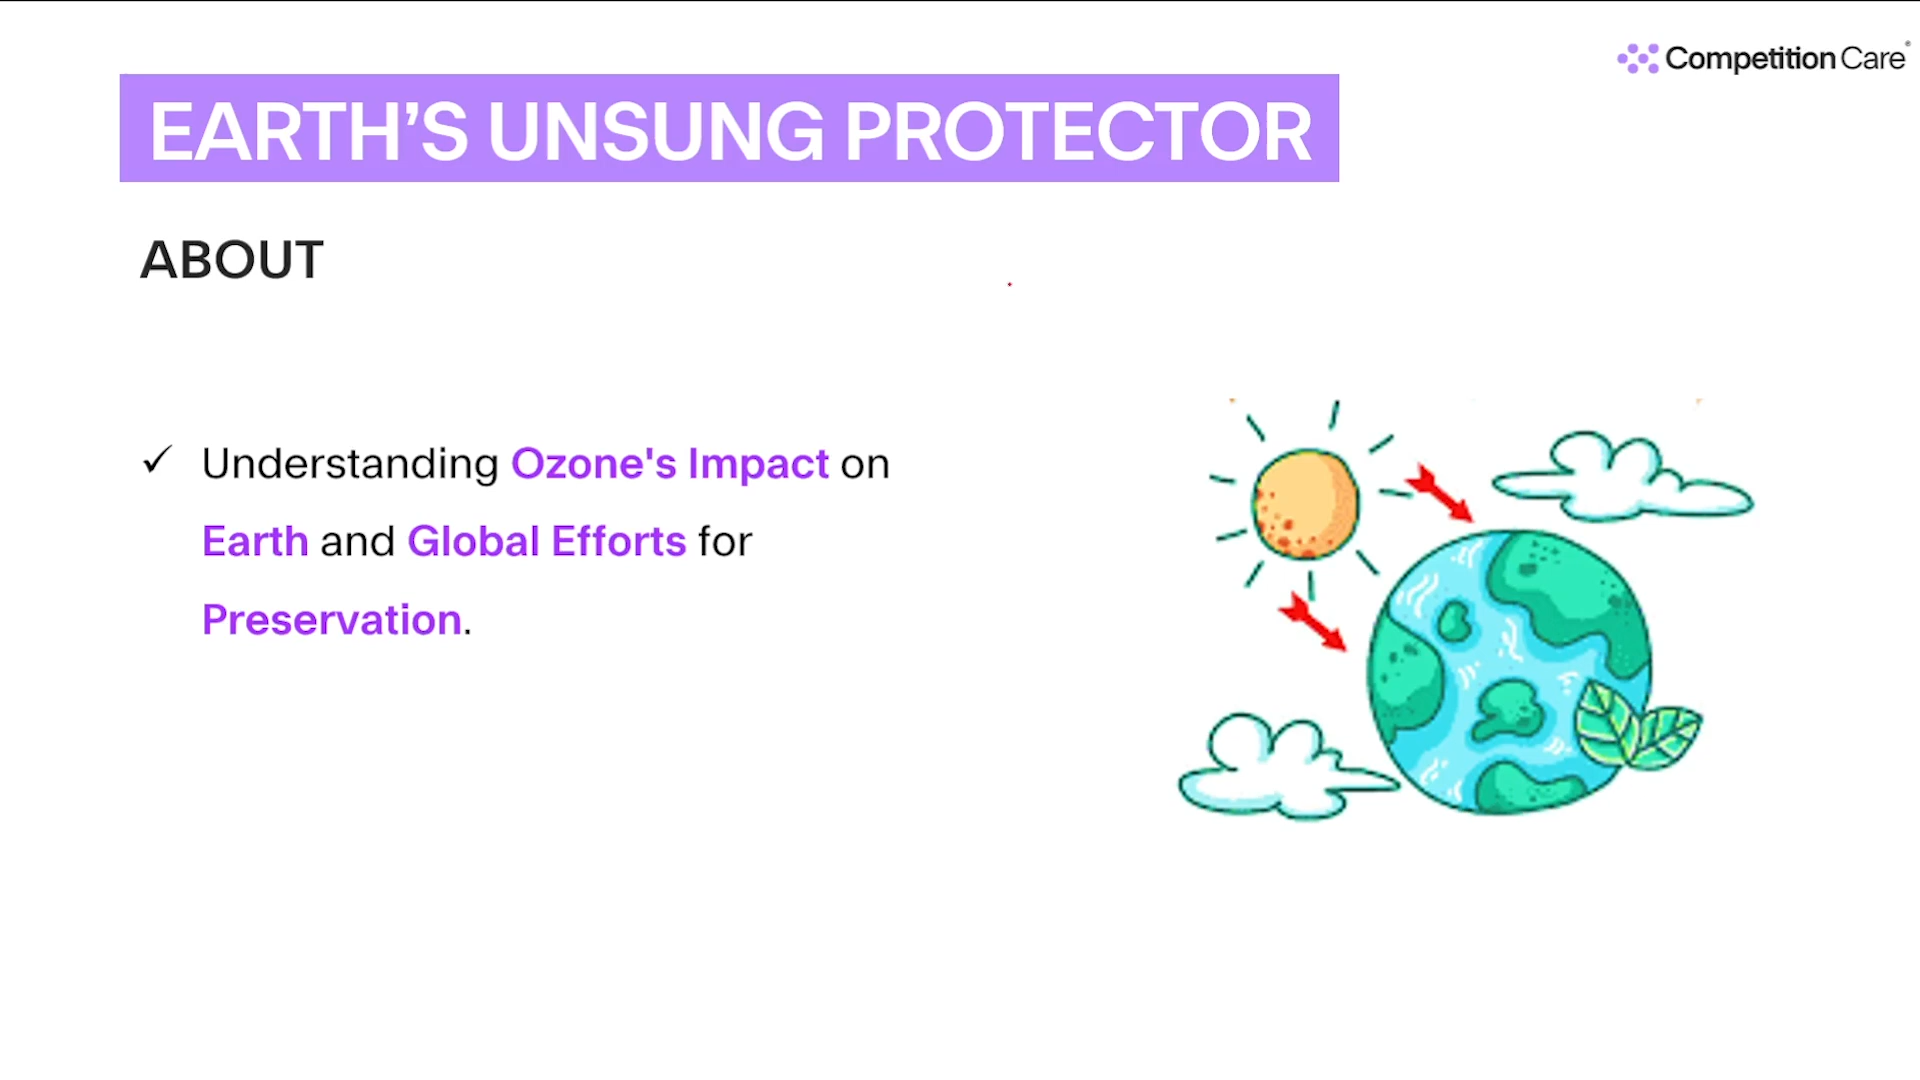 Competition Care®
EARTH’S UNSUNG PROTECTOR
ABOUT
✓ Understanding Ozone's Impact on
Earth and Global Efforts for
Preservation.